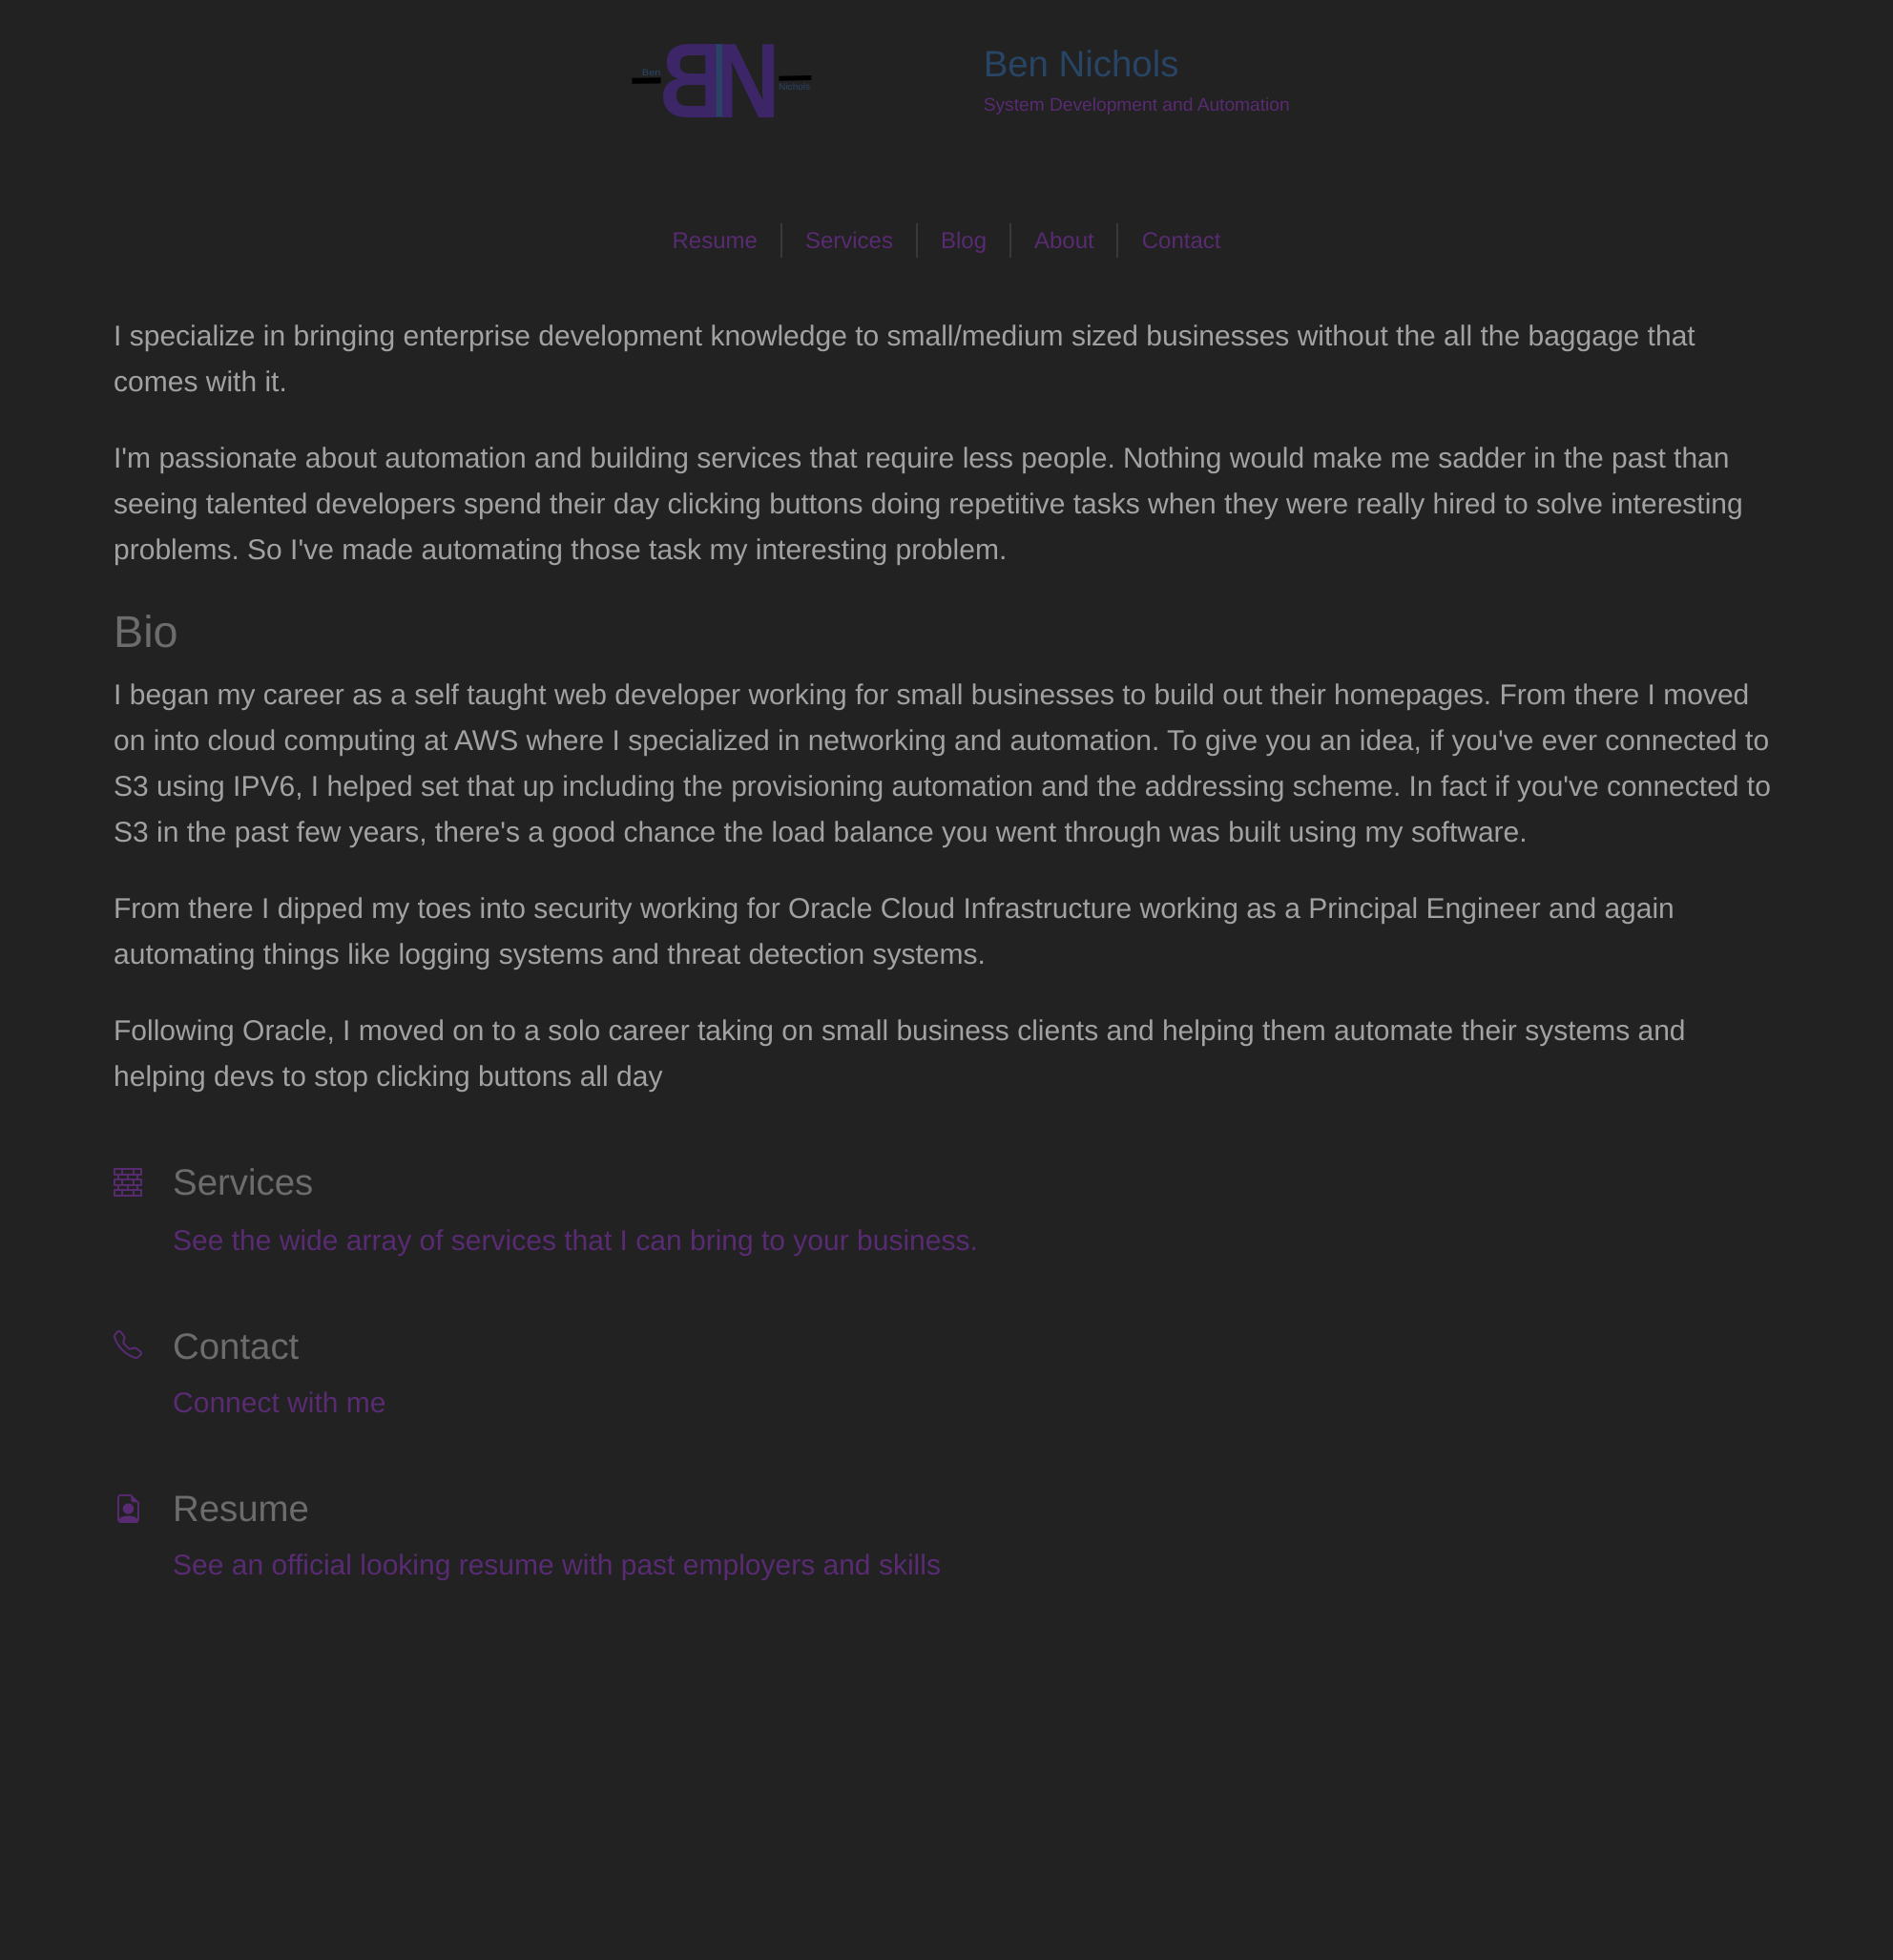 Ben
BN
Nichols
Ben Nichols
System Development and Automation
Resume
Services
Blog
About
Contact
I specialize in bringing enterprise development knowledge to small/medium sized businesses without the all the baggage that
comes with it.
I'm passionate about automation and building services that require less people. Nothing would make me sadder in the past than
seeing talented developers spend their day clicking buttons doing repetitive tasks when they were really hired to solve interesting
problems. So I've made automating those task my interesting problem.
Bio
I began my career as a self taught web developer working for small businesses to build out their homepages. From there I moved
on into cloud computing at AWS where I specialized in networking and automation. To give you an idea, if you've ever connected to
S3 using IPV6, I helped set that up including the provisioning automation and the addressing scheme. In fact if you've connected to
S3 in the past few years, there's a good chance the load balance you went through was built using my software.
From there I dipped my toes into security working for Oracle Cloud Infrastructure working as a Principal Engineer and again
automating things like logging systems and threat detection systems.
Following Oracle, I moved on to a solo career taking on small business clients and helping them automate their systems and
helping devs to stop clicking buttons all day
Services
See the wide array of services that I can bring to your business.
Contact
Connect with me
Resume
See an official looking resume with past employers and skills